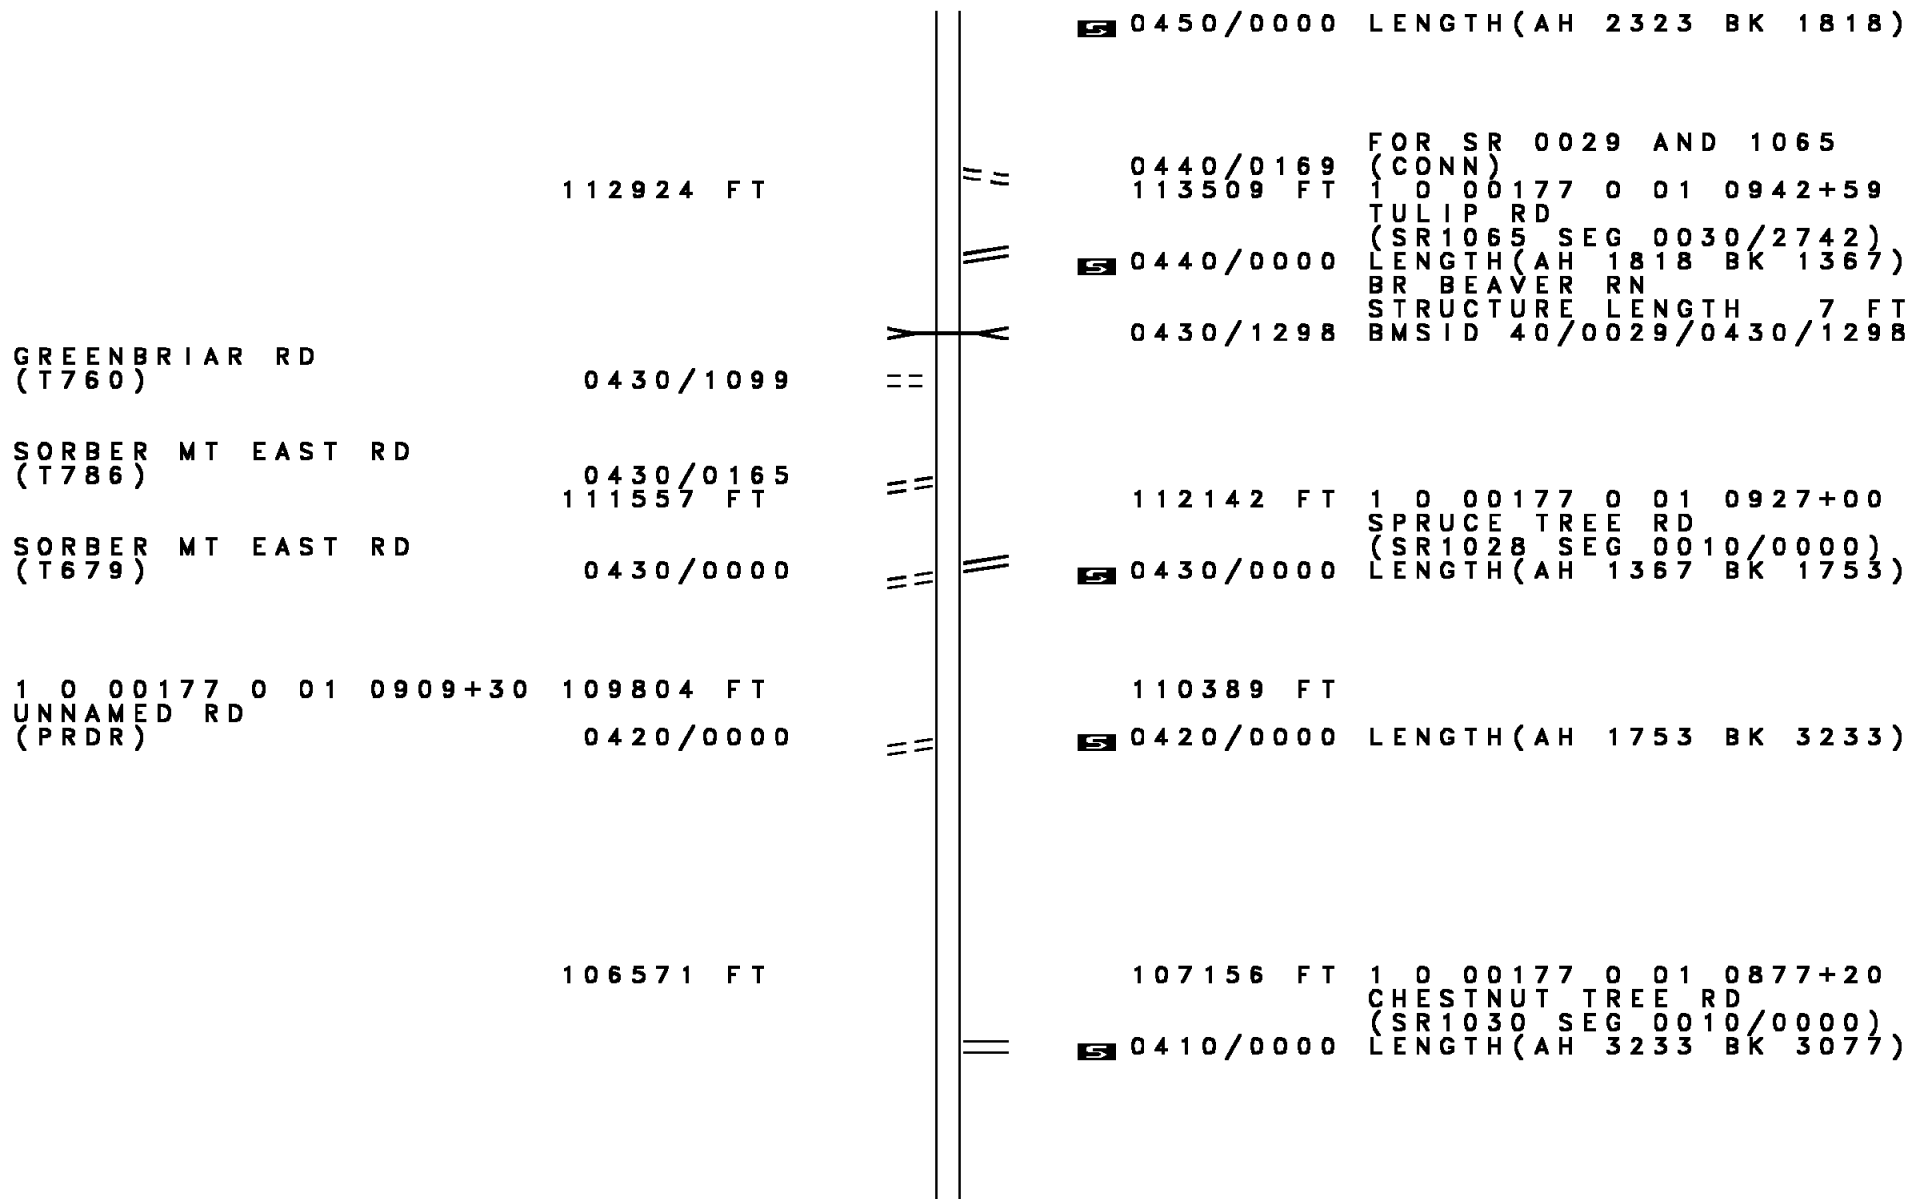 S 0450/0000 LENGTH(AH 2323 BK 1818)
FOR SR 0029 AND 1065
0440/0169 (CONN)
112924 FT 113509 FT 1 0 00177 0 01 0942+59
TULIP RD
(SR1065 SEG 0030/2742)
S 0440/0000 LENGTH(AH 1818 BK 1367)
BR BEAVER RN
STRUCTURE LENGTH 7 FT
0430/1298 BMSID 40/0029/0430/1298
GREENBRIAR RD
(T760) 0430/1099
SORBER MT EAST RD
(T786) 0430/0165
111557 FT 112142 FT 1 0 00177 0 01 0927+00
SPRUCE TREE RD
SORBER MT EAST RD (SR1028 SEG 0010/0000)
(T679) 0430/0000 S 0430/0000 LENGTH(AH 1367 BK 1753)
1 0 00177 0 01 0909+30 109804 FT 110389 FT
UNNAMED RD
(PRDR) 0420/0000 S 0420/0000 LENGTH(AH 1753 BK 3233)
106571 FT 107156 FT 1 0 00177 0 01 0877+20
CHESTNUT TREE RD
(SR1030 SEG 0010/0000)
S 0410/0000 LENGTH(AH 3233 BK 3077)